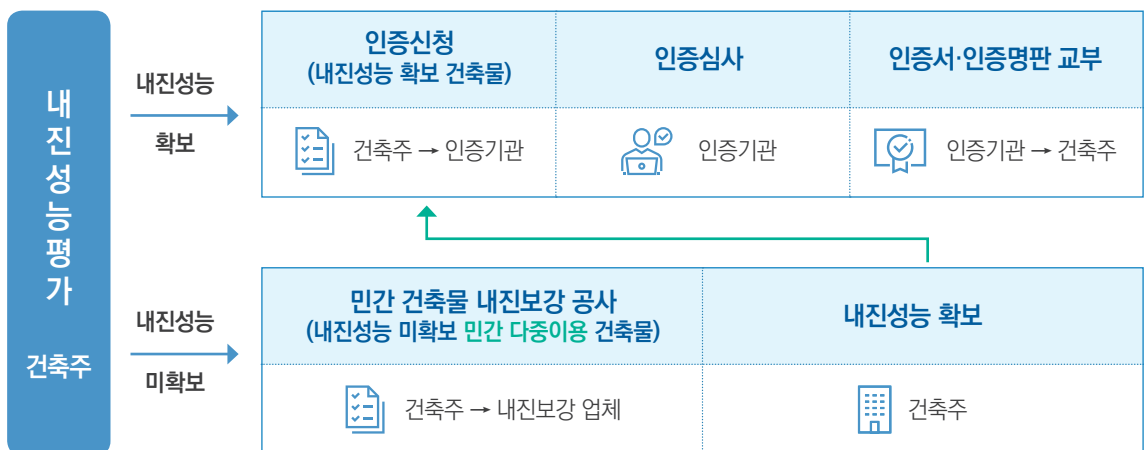 내진성능평가
건축주
내진성능
확보
인증신청
(내진성능 확보 건축물)
인증심사
인증서·인증명판 교부
건축주 → 인증기관
인증기관
인증기관 → 건축주
내진성능
미확보
민간 건축물 내진보강 공사
(내진성능 미확보 민간 다중이용 건축물)
내진성능 확보
건축주 → 내진보강 업체
건축주